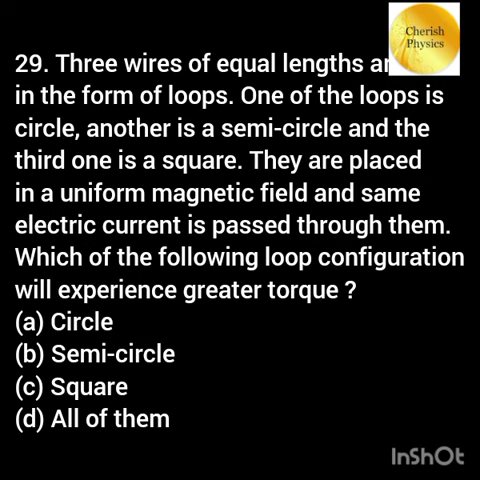 Cherish
Physics
29. Three wires of equal lengths
in the form of loops. One of the loops is
circle, another is a semi-circle and the
third one is a square. They are placed
in a uniform magnetic field and same
electric current is passed through them.
Which of the following loop configuration
will experience greater torque ?
(a) Circle
(b) Semi-circle
(c) Square
(d) All of them
InShOt